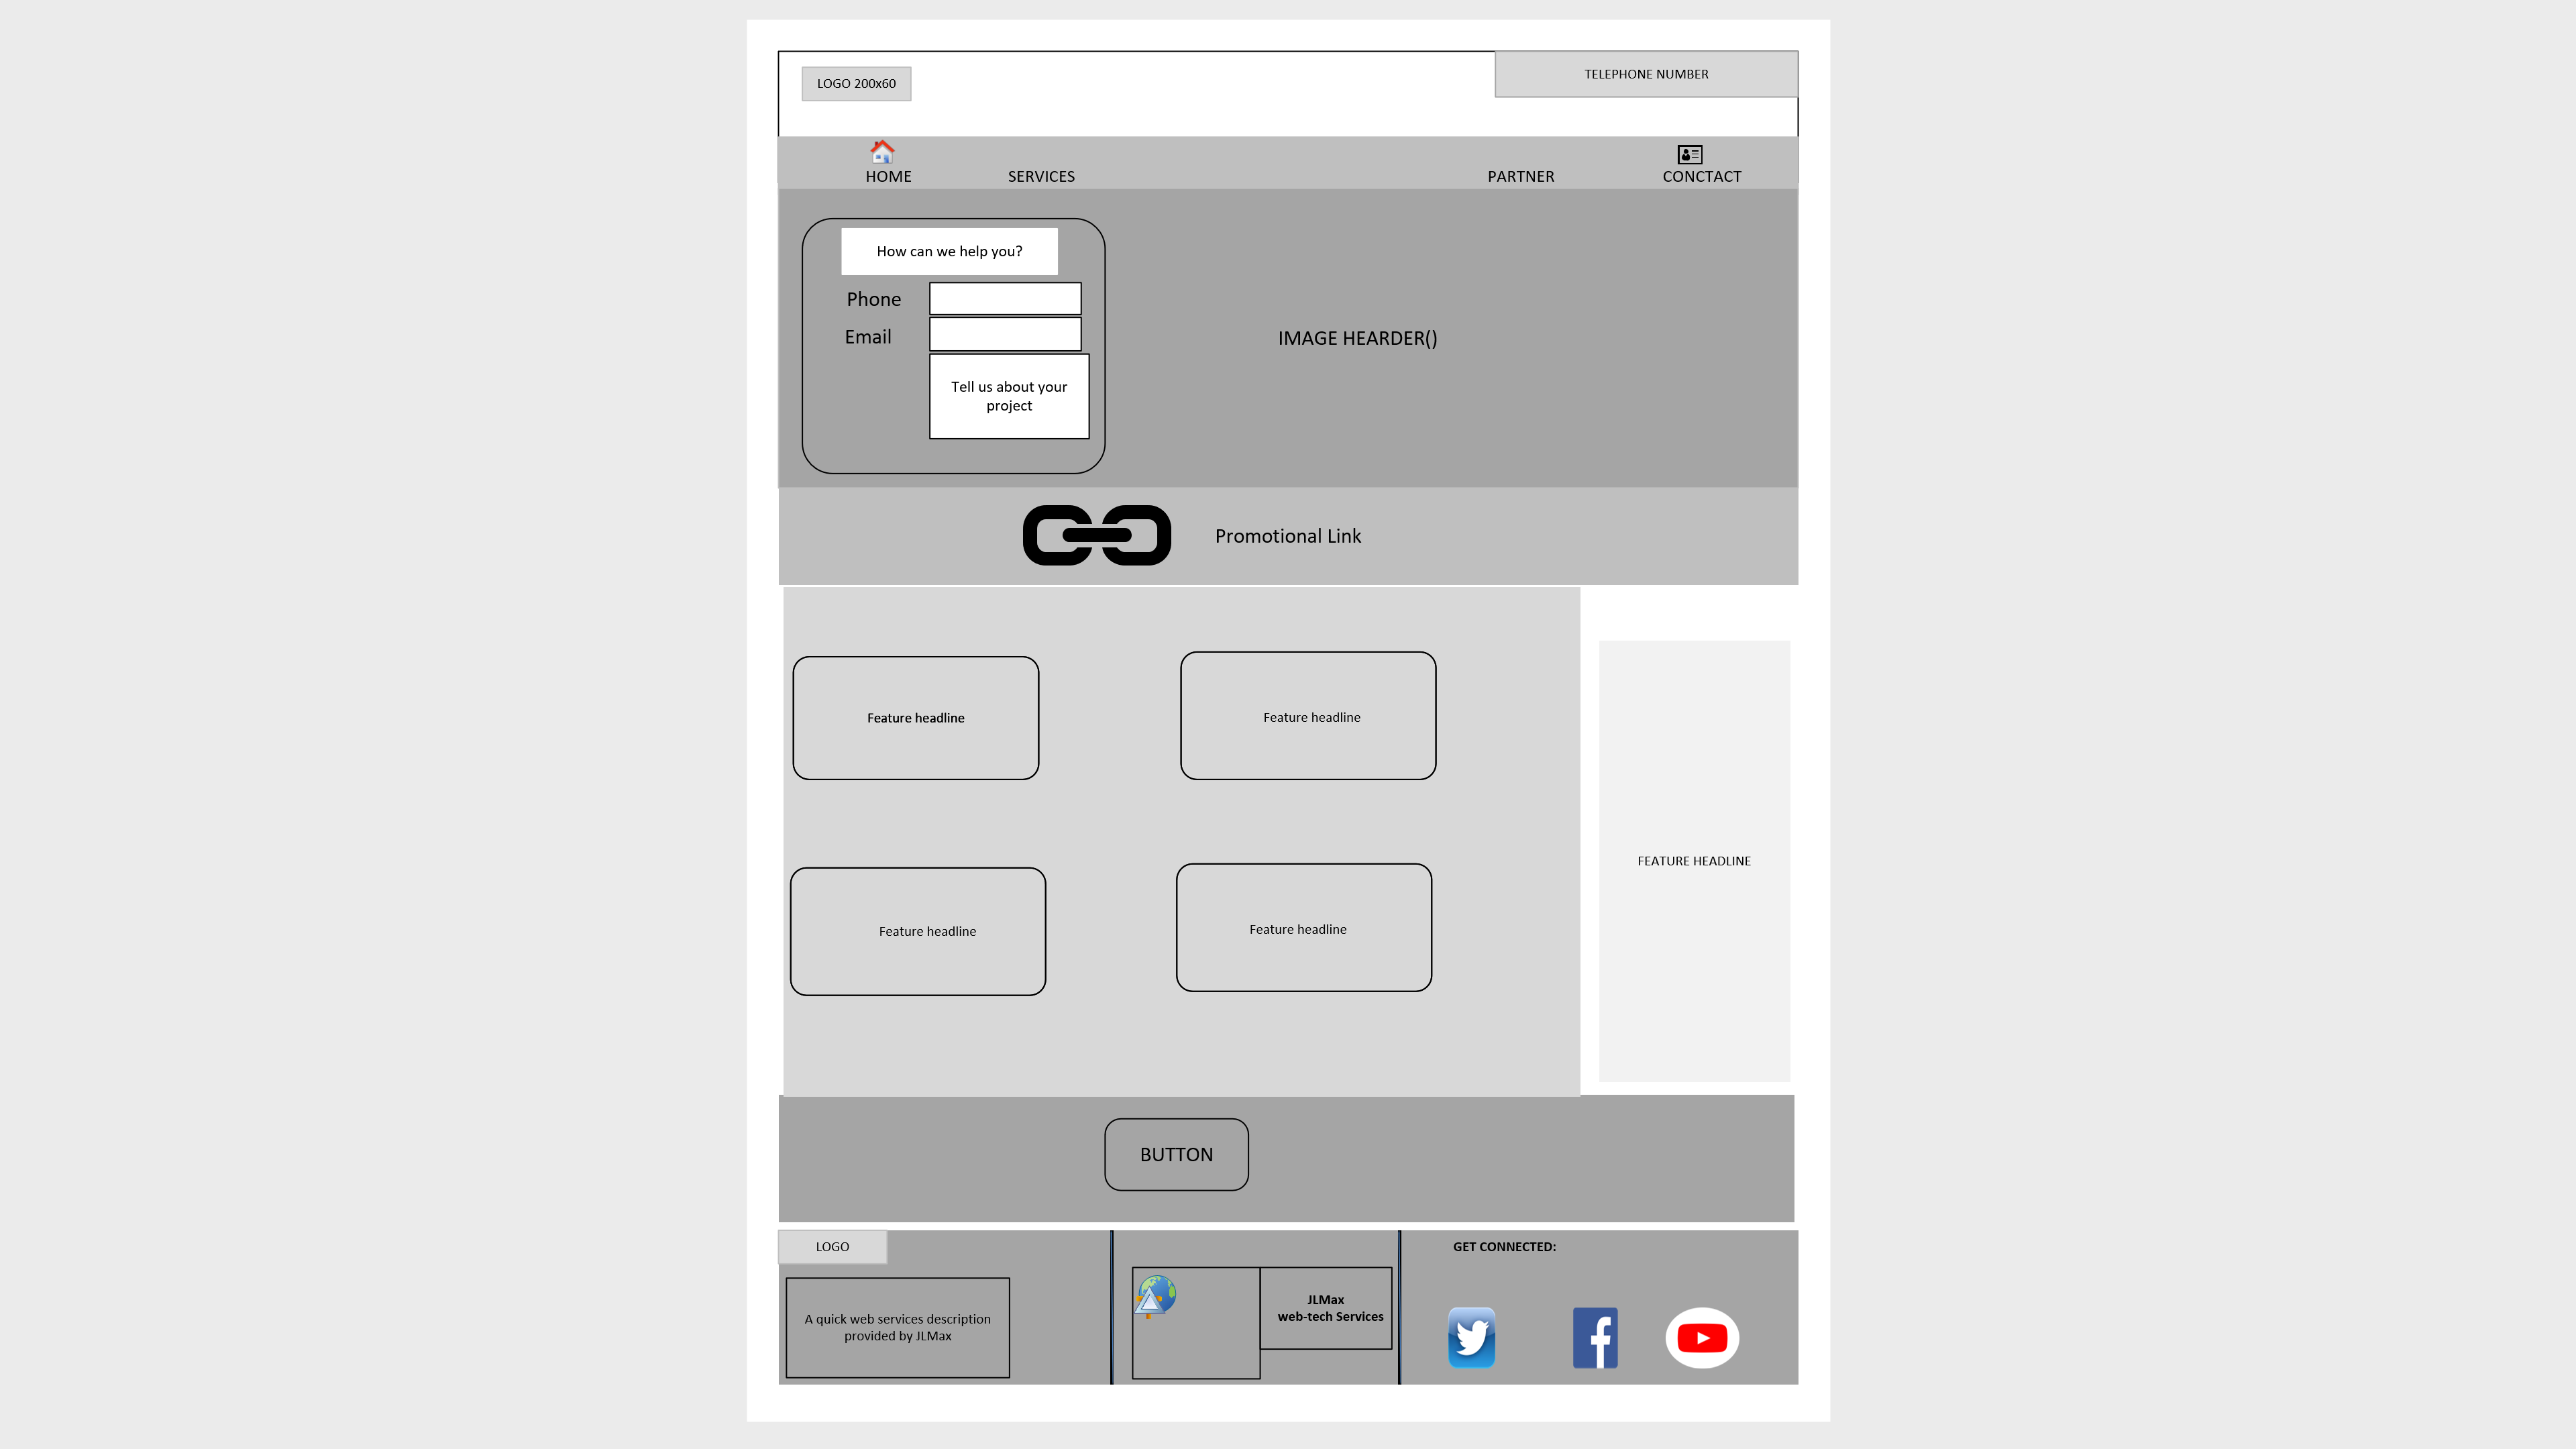 LOGO 200x60
TELEPHONE NUMBER
HOME
SERVICES
PARTNER
CONCTACT
How can we help you?
Phone
Email
Tell us about your
project
IMAGE HEARDER()
Promotional Link
Feature headline
Feature headline
Feature headline
Feature headline
FEATURE HEADLINE
BUTTON
LOGO
A quick web services description
provided by JLMax
JLMax
web-tech Services
GET CONNECTED: